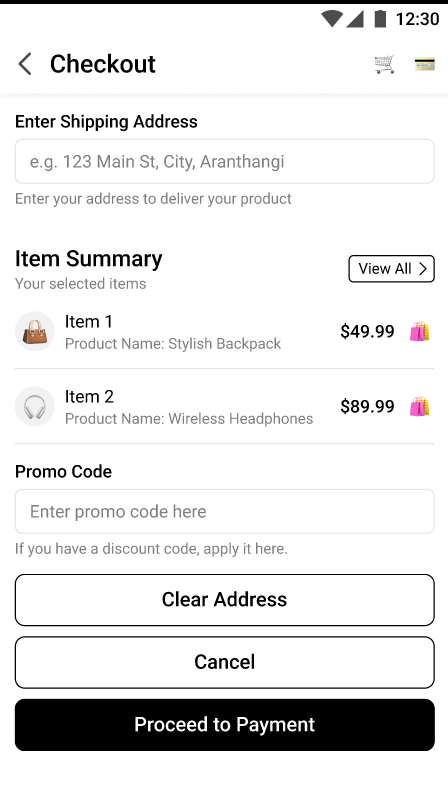 12:30
Checkout
Enter Shipping Address
e.g. 123 Main St, City, Aranthangi
Enter your address to deliver your product
Item Summary
View All
Your selected items
Item 1
Product Name: Stylish Backpack
$49.99
Item 2
Product Name: Wireless Headphones
$89.99
Promo Code
Enter promo code here
If you have a discount code, apply it here.
Clear Address
Cancel
Proceed to Payment